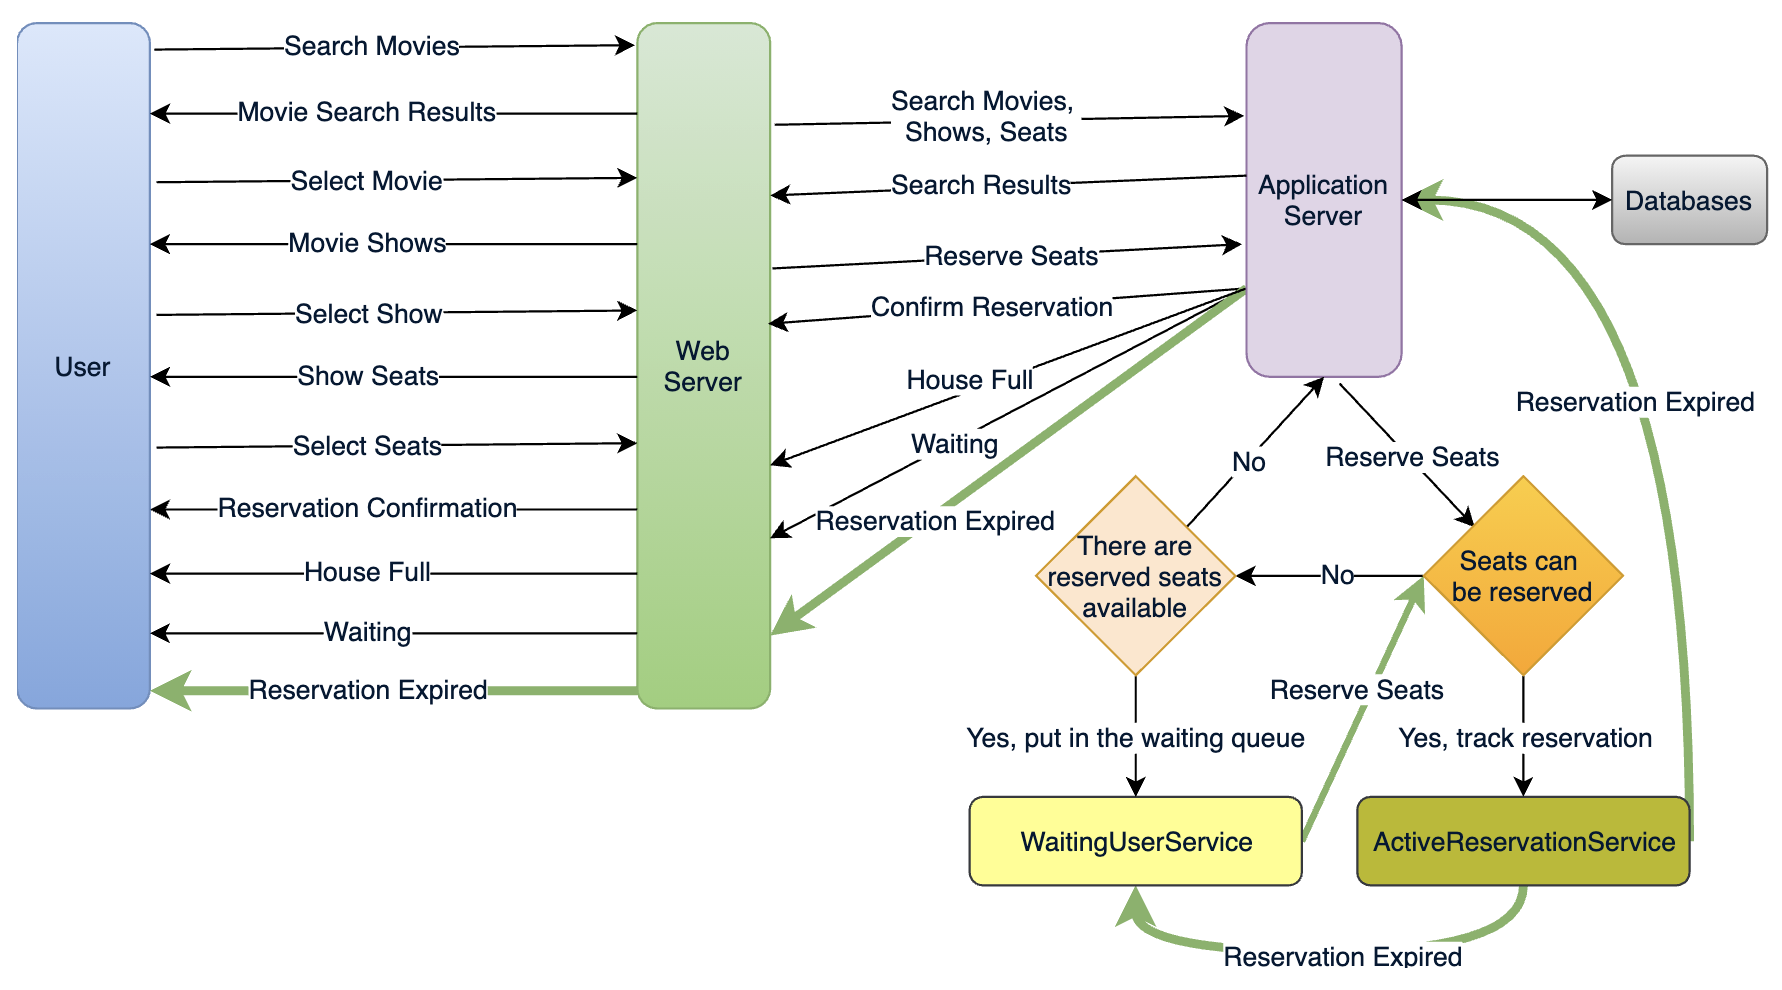 Search Movies
Movie Search Results
Select Movie
Movie Shows
Select Show
Show Seats
Select Seats
Reservation Confirmation
House Full
Waiting
Reservation Expired
User
Web
Server
Search Movies,
Shows, Seats
Search Results
Reserve Seats
Confirm Reservation
House Full
Waiting
Reservation Expired
Application
Server
Databases
Reservation Expired
No
Reserve Seats
There are
reserved seats
available
No
Seats can
be reserved
Reserve Seats
Yes, put in the waiting queue
Yes, track reservation
WaitingUserService
ActiveReservationService
Reservation Expired